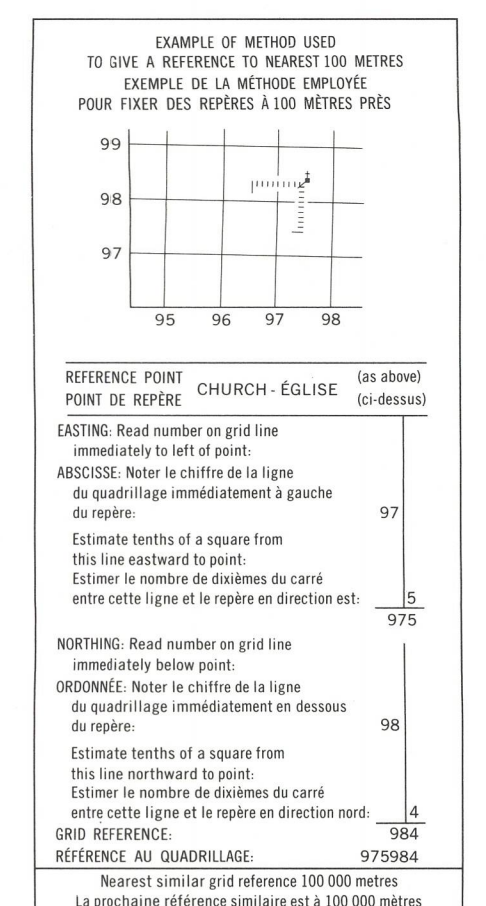 EXAMPLE OF METHOD USED
TO GIVE A REFERENCE TO NEAREST 100 METRES
EXEMPLE DE LA MÉTHODE EMPLOYÉE
POUR FIXER DES REPÈRES À 100 MÈTRES PRÈS
99
98
97
95 96 97 98
REFERENCE POINT
POINT DE REPÈRE
CHURCH - ÉGLISE
(as above)
(ci-dessus)
EASTING: Read number on grid line
immediately to left of point:
ABSCISSE: Noter le chiffre de la ligne
du quadrillage immédiatement à gauche
du repère: 97
Estimate tenths of a square from
this line eastward to point:
Estimer le nombre de dixièmes du carré
entre cette ligne et le repère en direction est: 5
975
NORTHING: Read number on grid line
immediately below point:
ORDONNÉE: Noter le chiffre de la ligne
du quadrillage immédiatement en dessous
du repère: 98
Estimate tenths of a square from
this line northward to point:
Estimer le nombre de dixièmes du carré
entre cette ligne et le repère en direction nord: 4
GRID REFERENCE: 984
RÉFÉRENCE AU QUADRILLAGE: 975984
Nearest similar grid reference 100 000 metres
La prochaine référence similaire est à 100 000 mètres